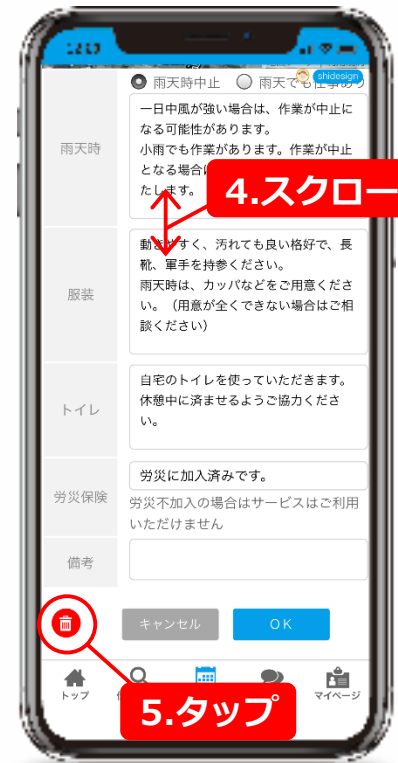 雨天時中止
雨天でも
shidesign
雨天時
一日中風が強い場合は、作業が中止に
なる可能性があります。
小雨でも作業があります。作業が中止
となる場合
たします。
4.スクロー
服装
動きやすく、汚れても良い格好で、長
靴、軍手を持参ください。
雨天時は、カッパなどをご用意くださ
い。（用意が全くできない場合はご相
談ください）
トイレ
自宅のトイレを使っていただきます。
休憩中に済ませるようご協力くださ
い。
労災保険
労災に加入済みです。
労災不加入の場合はサービスはご利用
いただけません
備考
キャンセル
OK
トップ
マイページ
5.タップ